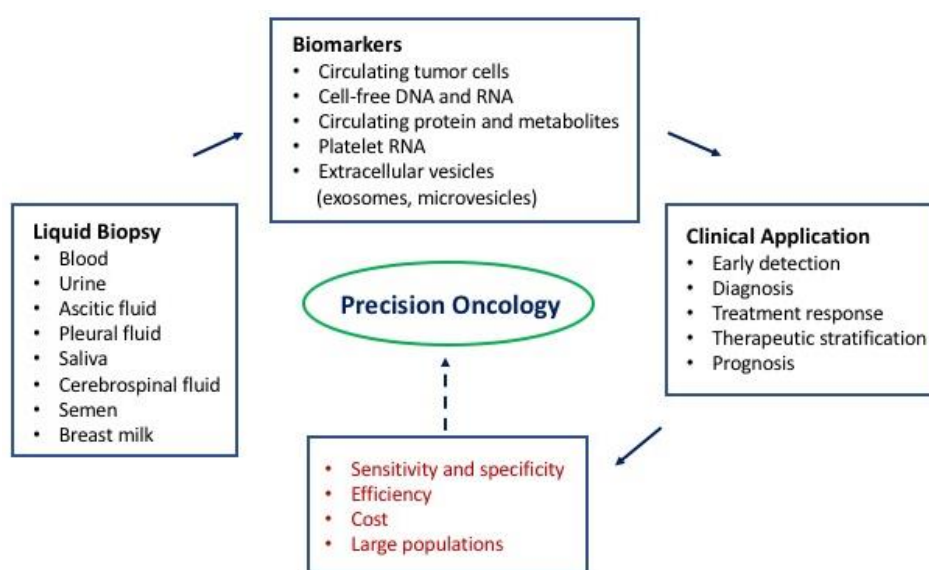 Biomarkers
• Circulating tumor cells
• Cell-free DNA and RNA
• Circulating protein and metabolites
• Platelet RNA
• Extracellular vesicles
(exosomes, microvesicles)
Liquid Biopsy
• Blood
• Urine
• Ascitic fluid
• Pleural fluid
• Saliva
• Cerebrospinal fluid
• Semen
• Breast milk
Precision Oncology
Clinical Application
• Early detection
• Diagnosis
• Treatment response
• Therapeutic stratification
• Prognosis
• Sensitivity and specificity
• Efficiency
• Cost
• Large populations